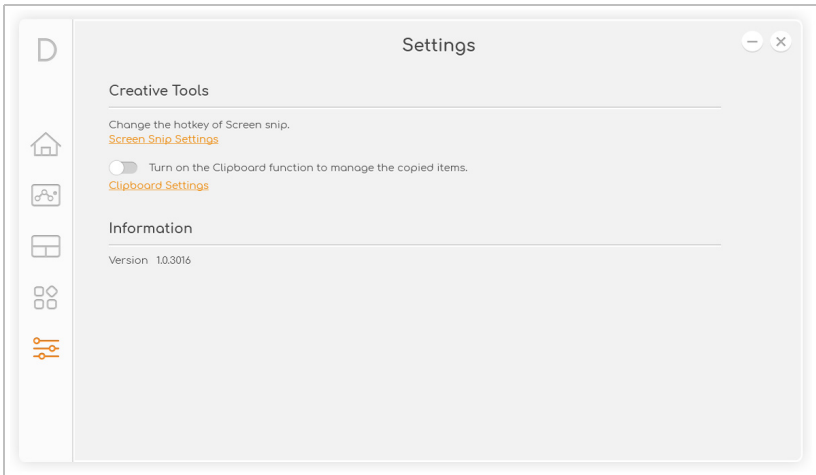 D
Settings
Creative Tools
Change the hotkey of Screen snip.
Screen Snip Settings
Turn on the Clipboard function to manage the copied items.
Clipboard Settings
Information
Version 1.0.3016